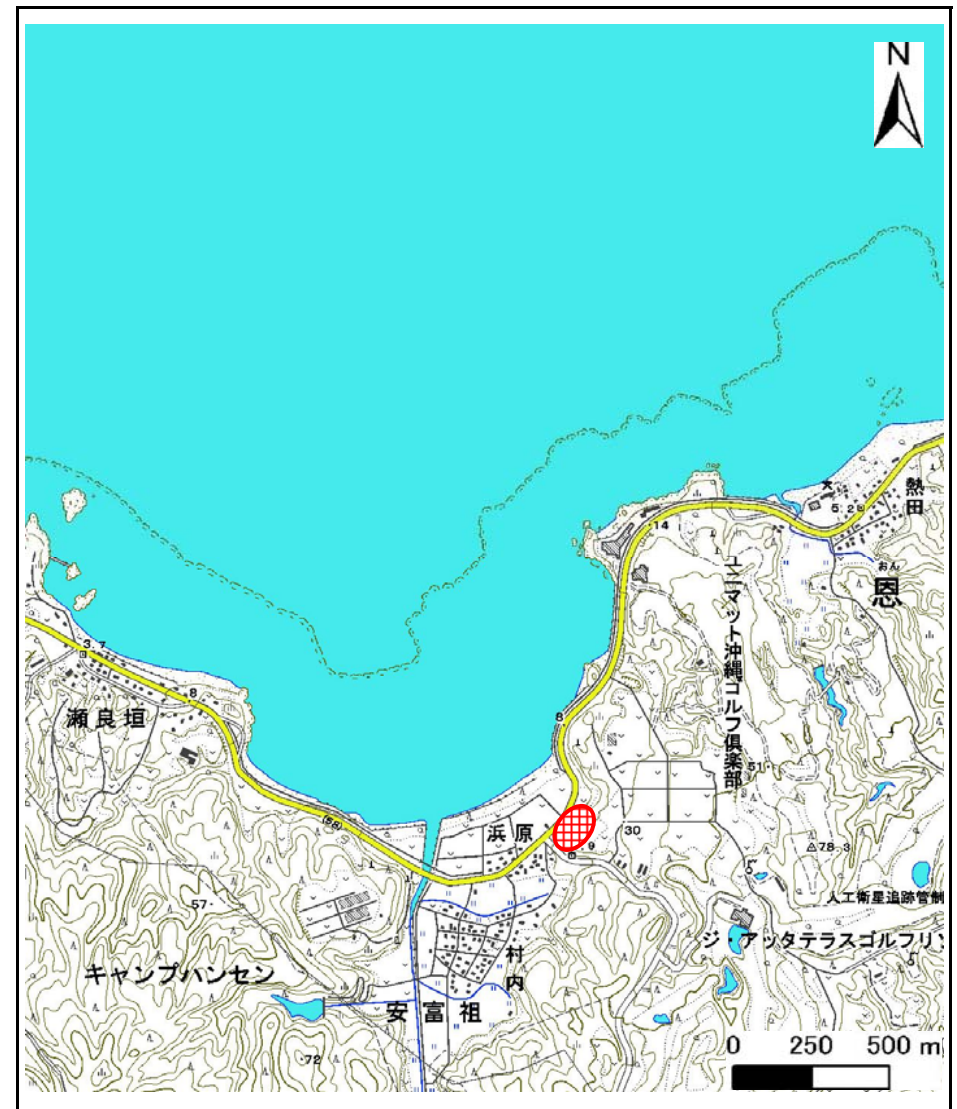 N
熱田
5.2
14
おん
恩
ユニマット沖縄ゴルフ倶楽部
3.7
瀬良垣
8
8
51
(58)
浜原
30
9
78.3
人工衛星追跡管制
57
ジ・アッタテラスゴルフリゾ
村内
キャンプハンセン
安富祖
72
0 250 500 m